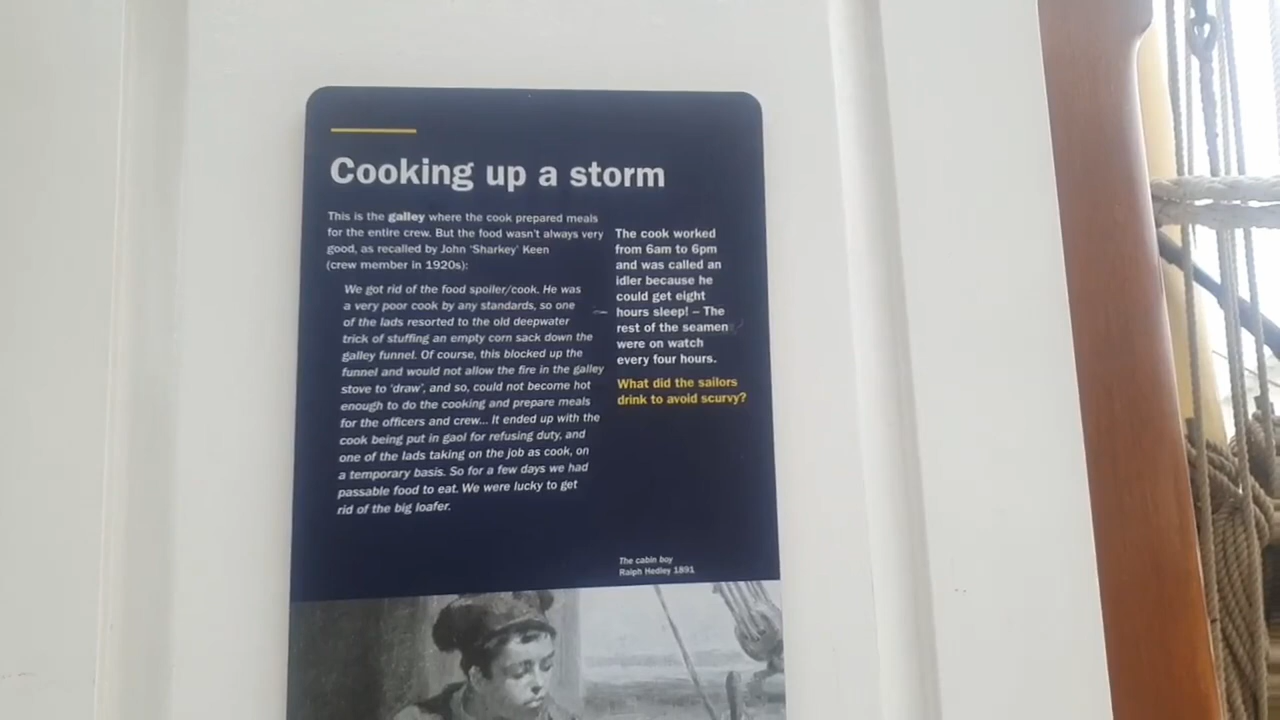 Cooking up a storm
This is the galley where the cook prepared meals
for the entire crew. But the food wasn't always very
good, as recalled by John 'Sharkey' Keen
(crew member in 1920s):
We got rid of the food spoiler/cook. He was
a very poor cook by any standards, so one
of the lads resorted to the old deepwater
trick of stuffing an empty corn sack down the
galley funnel. Of course, this blocked up the
funnel and would not allow the fire in the galley
stove to 'draw', and so, could not become hot
enough to do the cooking and prepare meals
for the officers and crew... It ended up with the
cook being put in gaol for refusing duty, and
one of the lads taking on the job as cook, on
a temporary basis. So for a few days we had
passable food to eat. We were lucky to get
rid of the big loafer.
The cook worked
from 6am to 6pm
and was called an
idler because he
could get eight
hours sleep! – The
rest of the seamen
were on watch
every four hours.
What did the sailors
drink to avoid scurvy?
The cabin boy
Ralph Hedley 1891